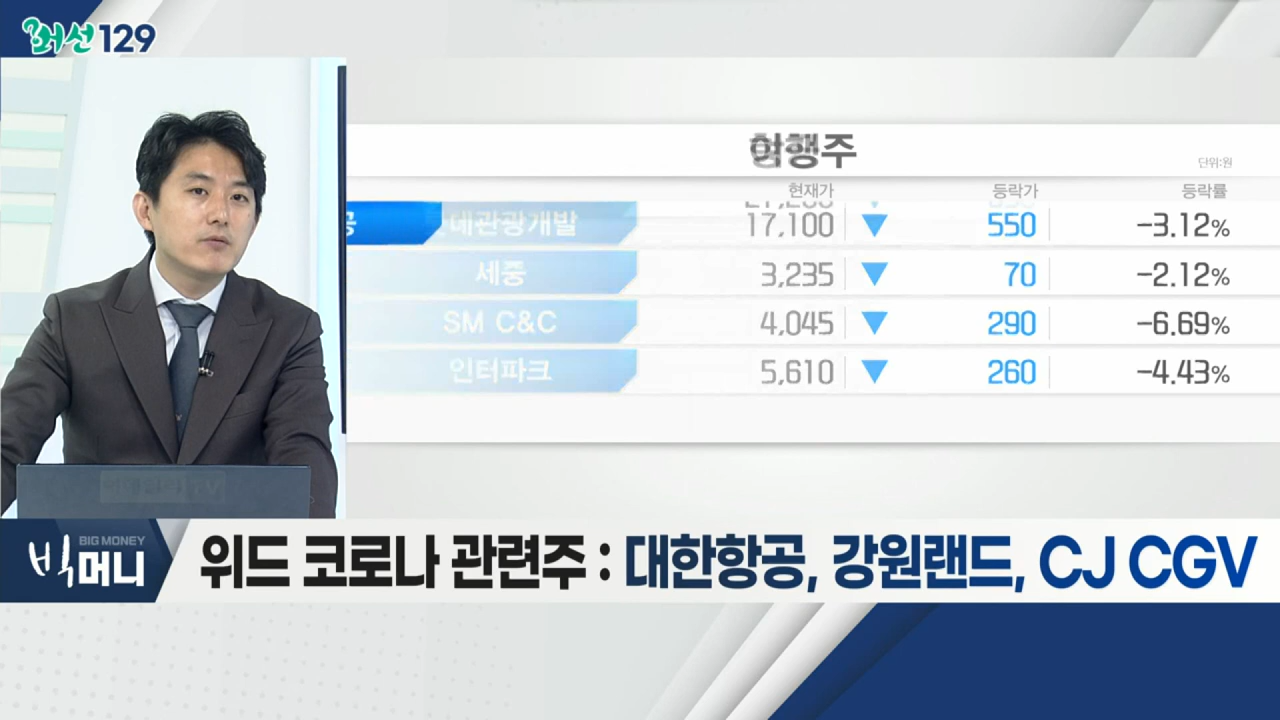 머선129
여행주
단위:원
현재가 등락가 등락률
대관광개발 17,100 ▼ 550 -3.12%
세중 3,235 ▼ 70 -2.12%
SM C&C 4,045 ▼ 290 -6.69%
인터파크 5,610 ▼ 260 -4.43%
BIG MONEY
빅머니
위드 코로나 관련주 : 대한항공, 강원랜드, CJ CGV